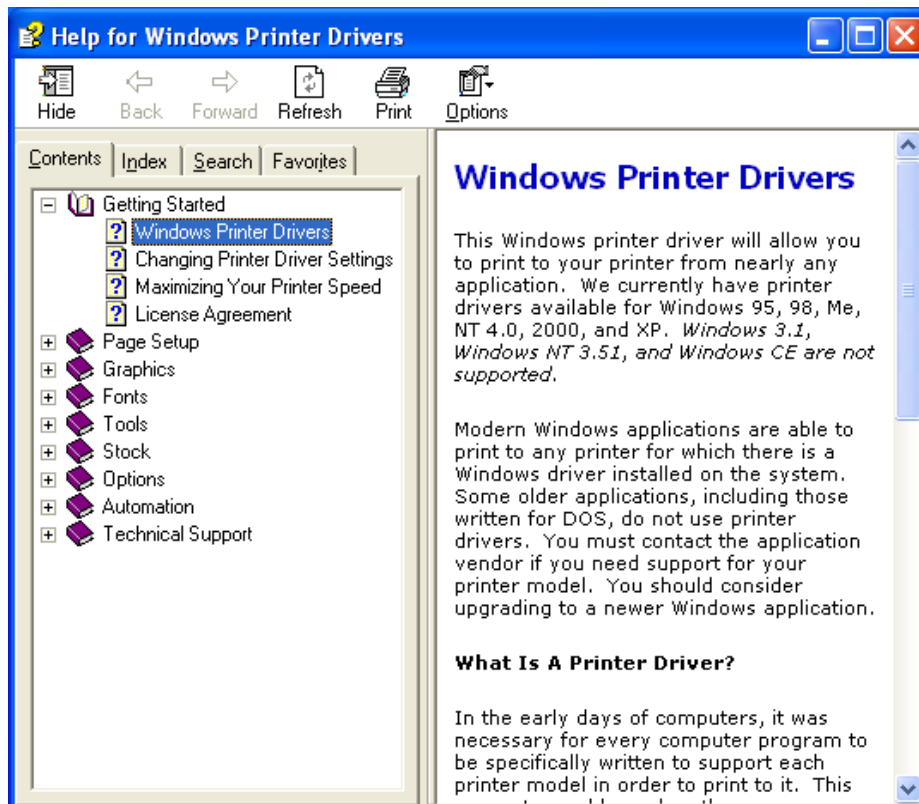 Help for Windows Printer Drivers
Hide Back Forward Refresh Print Options
Contents Index Search Favorites
Getting Started
Windows Printer Drivers
Changing Printer Driver Settings
Maximizing Your Printer Speed
License Agreement
Page Setup
Graphics
Fonts
Tools
Stock
Options
Automation
Technical Support
Windows Printer Drivers
This Windows printer driver will allow you
to print to your printer from nearly any
application. We currently have printer
drivers available for Windows 95, 98, Me,
NT 4.0, 2000, and XP. Windows 3.1,
Windows NT 3.51, and Windows CE are not
supported.
Modern Windows applications are able to
print to any printer for which there is a
Windows driver installed on the system.
Some older applications, including those
written for DOS, do not use printer
drivers. You must contact the application
vendor if you need support for your
printer model. You should consider
upgrading to a newer Windows application.
What Is A Printer Driver?
In the early days of computers, it was
necessary for every computer program to
be specifically written to support each
printer model in order to print to it. This